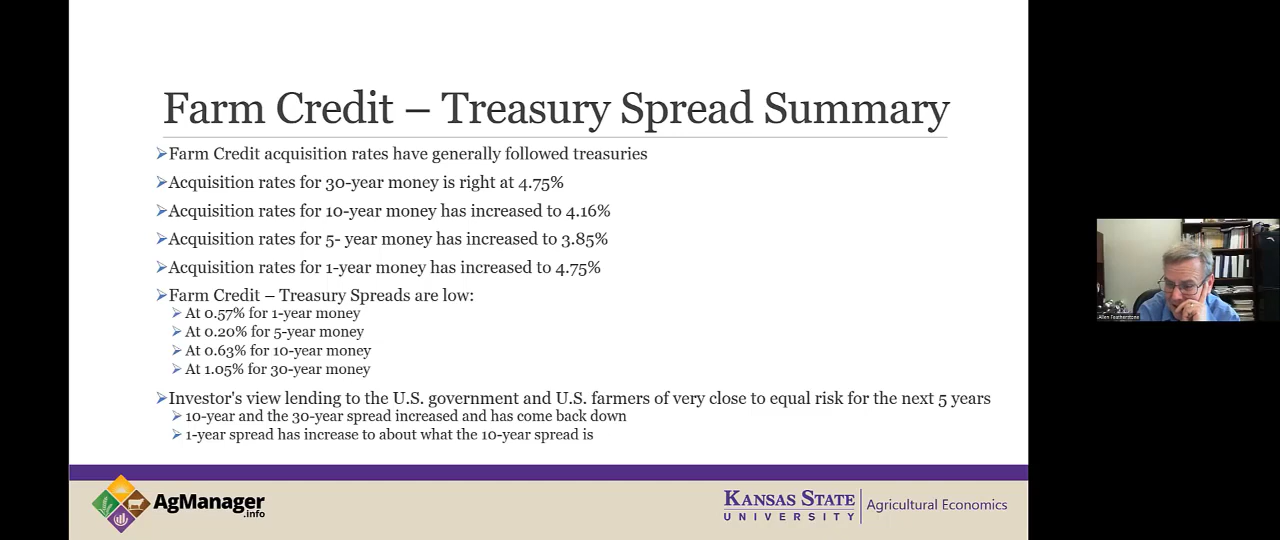 Farm Credit – Treasury Spread Summary
Farm Credit acquisition rates have generally followed treasuries
Acquisition rates for 30-year money is right at 4.75%
Acquisition rates for 10-year money has increased to 4.16%
Acquisition rates for 5- year money has increased to 3.85%
Acquisition rates for 1-year money has increased to 4.75%
Farm Credit – Treasury Spreads are low:
At 0.57% for 1-year money
At 0.20% for 5-year money
At 0.63% for 10-year money
At 1.05% for 30-year money
Investor's view lending to the U.S. government and U.S. farmers of very close to equal risk for the next 5 years
10-year and the 30-year spread increased and has come back down
1-year spread has increase to about what the 10-year spread is
AgManager
.info
KANSAS STATE
UNIVERSITY
Agricultural Economics
Allen Featherstone